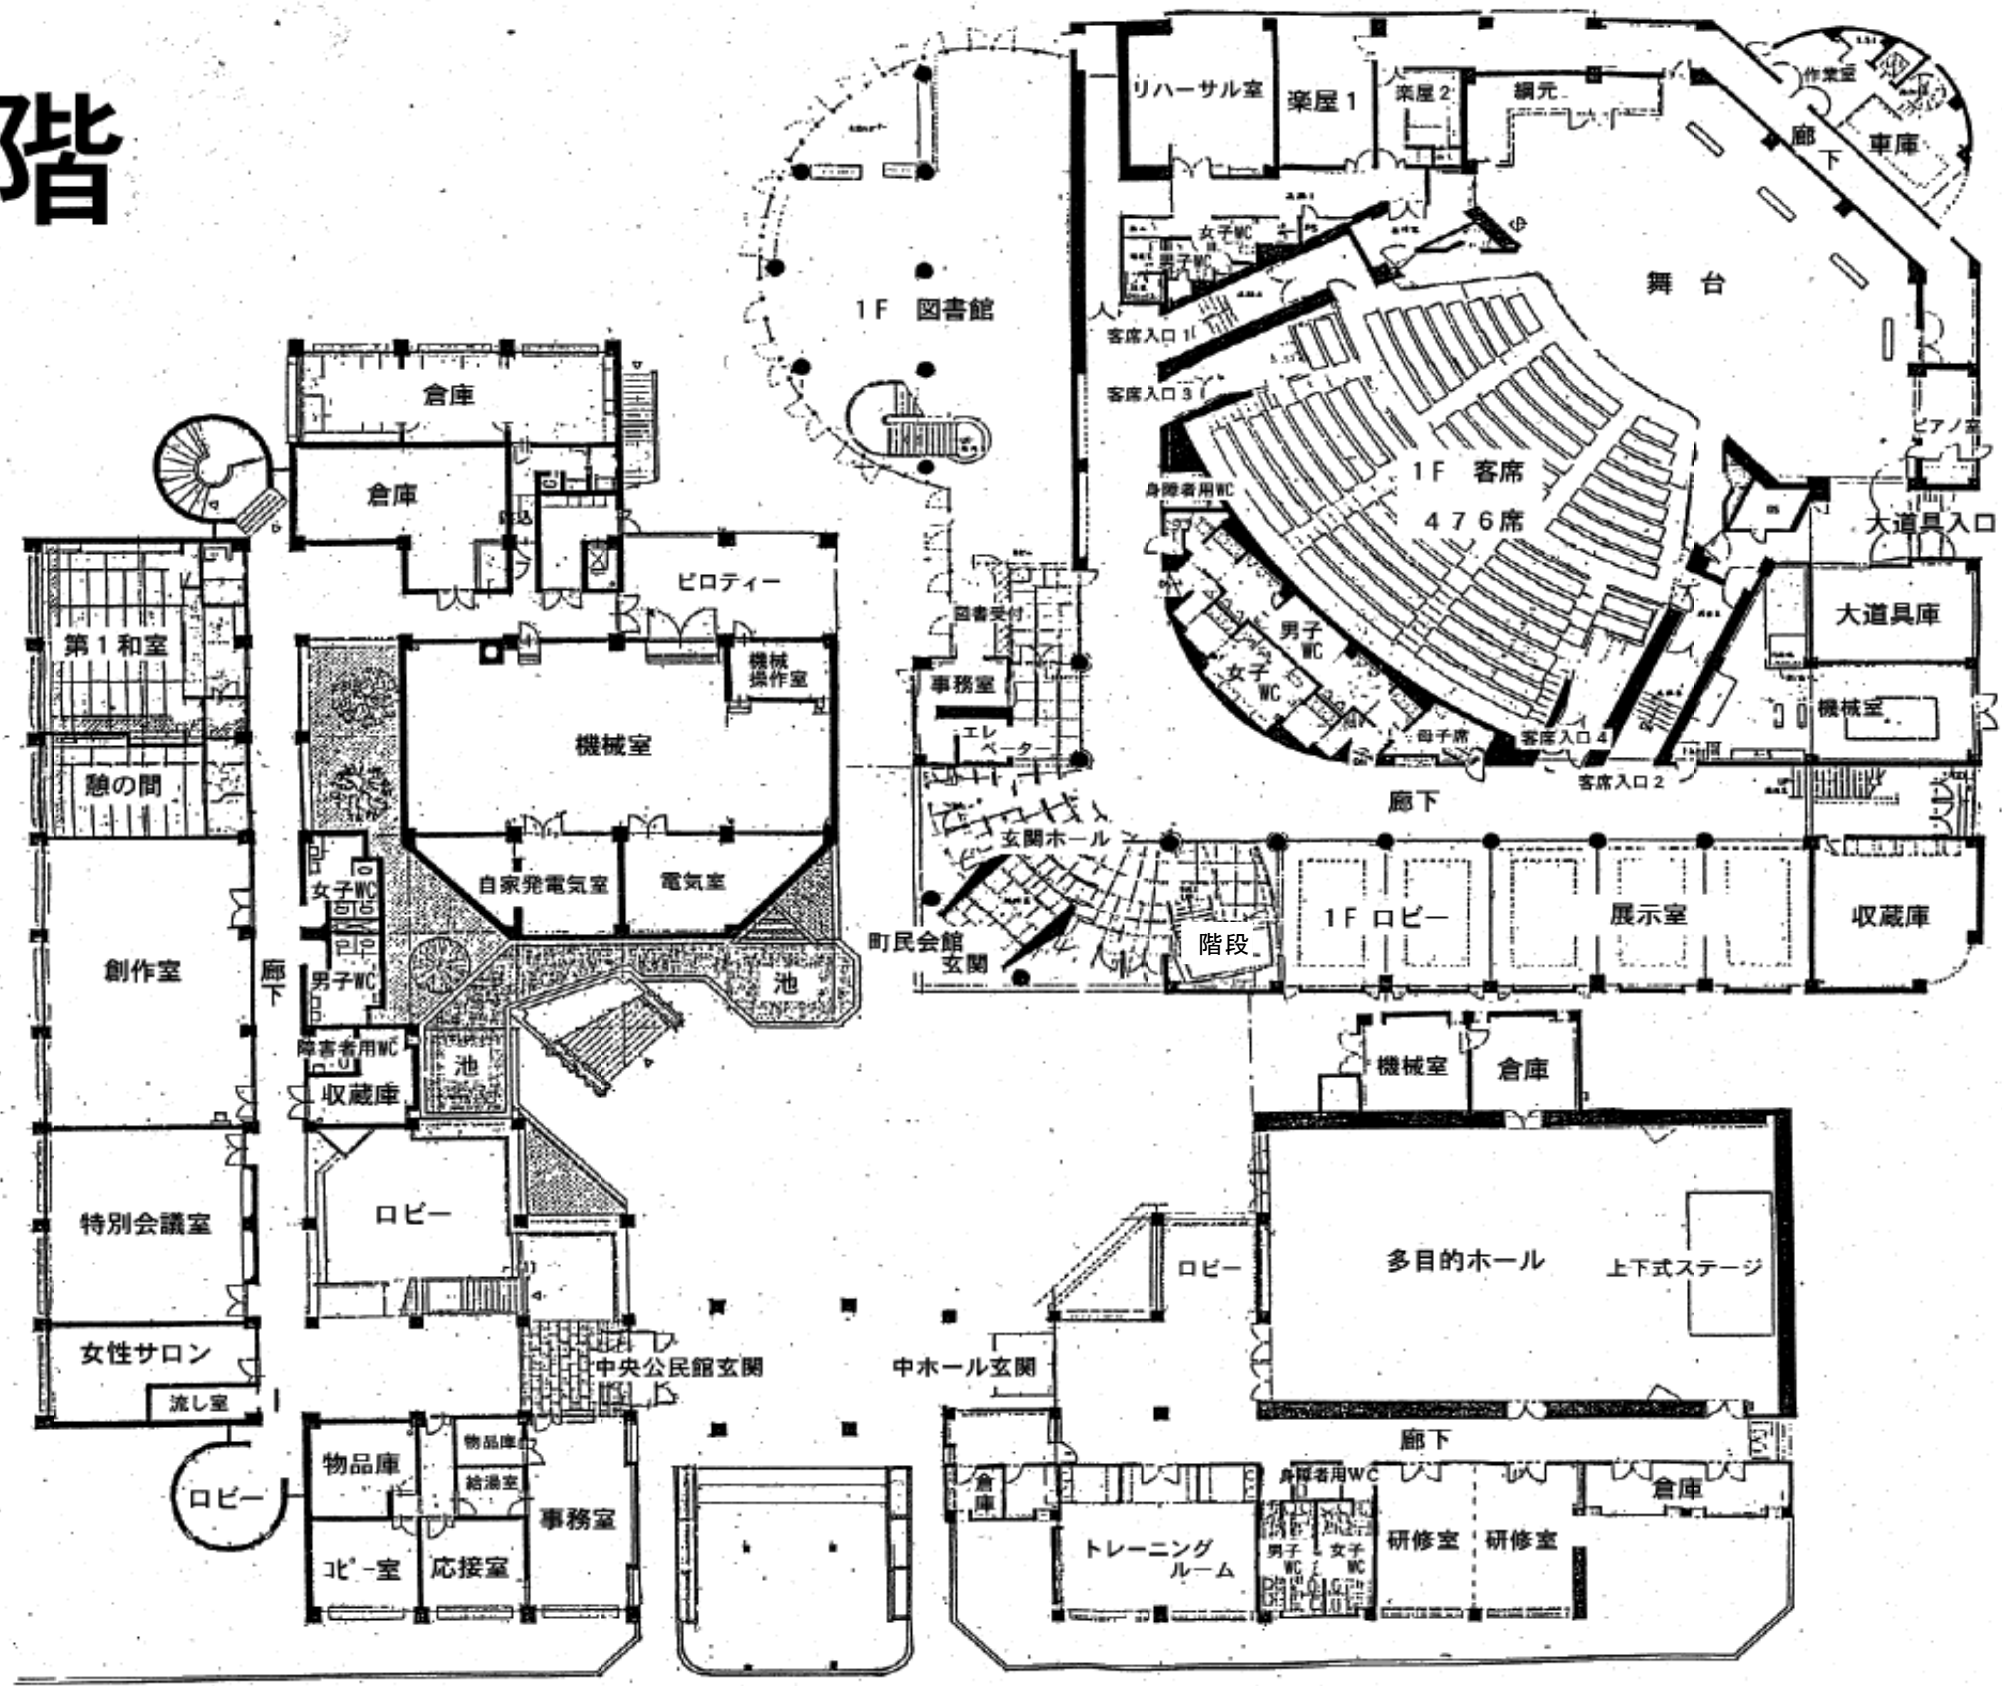 階
リハーサル室
楽屋1
楽屋2
綱元
作業室
車庫
廊
下
女子WC
男子WC
舞 台
1F 図書館
客席入口1
客席入口3
倉庫
倉庫
ピアノ室
1F 客席
476席
身障者用WC
大道具入口
ピロティー
図書受付
大道具庫
第1和室
男子
WC
女子
WC
機械
操作室
事務室
エレ
ベーター
機械室
機械室
母子席
客席入口4
客席入口2
憩の間
廊下
玄関ホール
女子WC
自家発電気室
電気室
1F ロビー
展示室
収蔵庫
町民会館
玄関
階段
創作室
廊
下
男子WC
池
障害者用WC
池
収蔵庫
機械室
倉庫
特別会議室
ロビー
ロビー
多目的ホール
上下式ステージ
女性サロン
中央公民館玄関
中ホール玄関
流し室
廊下
物品庫
物品庫
給湯室
ロビー
事務室
倉
庫
身障者用WC
倉庫
コピー室
応接室
トレーニング
ルーム
男子
WC
女子
WC
研修室
研修室